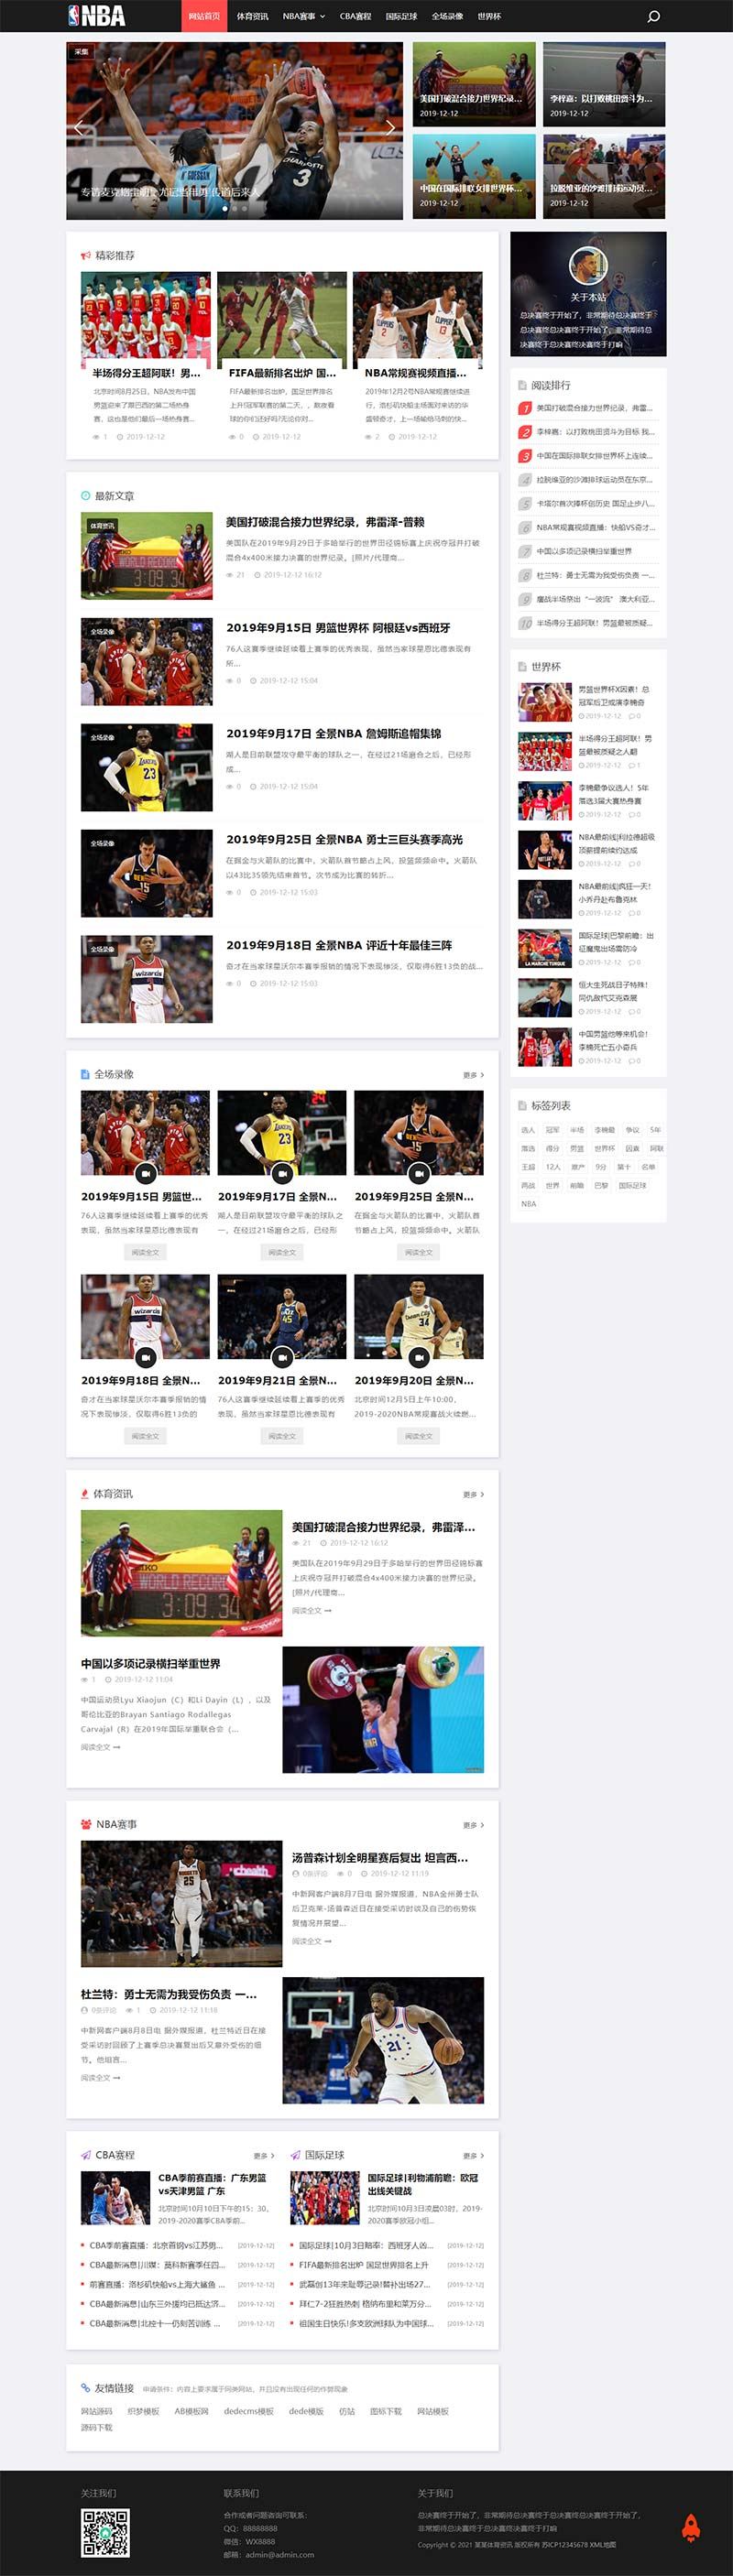 NBA
网站首页 体育资讯 NBA赛事 CBA赛程 国际足球 全场录像 世界杯
采集
CHARLOTTE
3
美国打破混合接力世界纪录...
2019-12-12
李梓嘉：以打败桃田贤斗为...
2019-12-12
中国在国际排联女排世界杯...
2019-12-12
拉脱维亚的沙滩排球运动员...
2019-12-12
精彩推荐
半场得分王超阿联！男...
北京时间8月25日，NBA发布中国
1 2019-12-12
FIFA最新排名出炉 国...
FIFA最新排名出炉，国足世界排名
0 2019-12-12
NBA常规赛视频直播...
2019年12月2号NBA常规赛继续进
行，洛杉矶快船主场面对来访的华
2 2019-12-12
关于本站
总决赛终于开始了，非常期待总决赛终于
总决赛终总决赛终于开始了，非常期待总
决赛终于总决赛终决赛终于打嘛
阅读排行
1 美国打破混合接力世界纪录，弗雷...
2 李梓嘉：以打败桃田贤斗为目标 我...
3 中国在国际排联女排世界杯上连续...
4 拉脱维亚的沙滩排球运动员在东京...
5 卡塔尔首次捧杯创历史 国足止步八...
6 NBA常规赛视频直播：快船VS奇才...
7 中国以多项记录横扫举重世界
8 杜兰特：勇士无需为我受伤负责 一...
9 鏖战半场祭出“一波流” 澳大利亚...
10 半场得分王超阿联！男篮最被质疑...
最新文章
体育资讯
美国打破混合接力世界纪录，弗雷泽-普赖
美国队在2019年9月29日于多哈举行的世界田径锦标赛上庆祝夺冠并打破
混合4x400米接力决赛的世界纪录。[照片/代理商...
21 2019-12-12 16:12
全场录像
2019年9月15日 男篮世界杯 阿根廷vs西班牙
76人这赛季继续延续着上赛季的优秀表现，虽然当家球星恩比德表现有
所...
0 2019-12-12 15:04
全场录像
2019年9月17日 全景NBA 詹姆斯追帽集锦
湖人是目前联盟攻守最平衡的球队之一，在经过21场磨合之后，已经形
成...
0 2019-12-12 15:04
全场录像
2019年9月25日 全景NBA 勇士三巨头赛季高光
在掘金与火箭队的比赛中，火箭队首节略占上风，投篮频频命中。火箭队
以43比35领先结束首节。次节成为比赛的转折...
0 2019-12-12 15:03
全场录像
2019年9月18日 全景NBA 评近十年最佳三阵
奇才在当家球星沃尔本赛季报销的情况下表现惨淡，仅取得6胜13负的战...
0 2019-12-12 15:03
世界杯
男篮世界杯X因素！总
冠军后卫或演李楠奇
2019-12-12 0
半场得分王超阿联！男
篮最被质疑之人翻
2019-12-12 1
李楠最争议选人！5年
落选3届大赛热身赛
2019-12-12 0
NBA最前线|利拉德超级
顶薪提前续约达成
2019-12-12 0
NBA最前线|疯狂一天！
小乔丹赴布鲁克林
2019-12-12 0
国际足球|巴黎前瞻：出
征魔鬼出场需防冷
2019-12-12 0
恒大生死战日子特殊！
同仇敌忾艾克森展
2019-12-12 0
中国男篮他等来机会！
李楠死亡五小奇兵
2019-12-12 0
标签列表
选人 冠军 半场 李楠最 争议 5年
落选 得分 男篮 世界杯 因素 阿联
王超 12人 意产 9分 第十 名单
再战 世界 前瞻 巴黎 国际足球
NBA
全场录像
更多
2019年9月15日 男篮世...
76人这赛季继续延续着上赛季的优秀
表现，虽然当家球星恩比德表现有
阅读全文
2019年9月17日 全景N...
湖人是目前联盟攻守最平衡的球队之
一，在经过21场磨合之后，已经形
阅读全文
2019年9月25日 全景N...
在掘金与火箭队的比赛中，火箭队首
节略占上风，投篮频频命中。火箭队
阅读全文
2019年9月18日 全景N...
奇才在当家球星沃尔本赛季报销的情
况下表现惨淡，仅取得6胜13负的
阅读全文
2019年9月21日 全景N...
76人这赛季继续延续着上赛季的优秀
表现，虽然当家球星恩比德表现有
阅读全文
2019年9月20日 全景N...
北京时间12月5日上午10:00，
2019-2020NBA常规赛战火续燃...
阅读全文
体育资讯
更多
美国打破混合接力世界纪录，弗雷泽...
21 2019-12-12 16:12
美国队在2019年9月29日于多哈举行的世界田径锦标赛
上庆祝夺冠并打破混合4x400米接力决赛的世界纪录。
[照片/代理商...
阅读全文
中国以多项记录横扫举重世界
1 2019-12-12 11:04
中国运动员Lyu Xiaojun（C）和Li Dayin（L），以及
哥伦比亚的Brayan Santiago Rodallegas
Carvajal（R）在2019年国际举重联合会（...
阅读全文
NBA赛事
更多
汤普森计划全明星赛后复出 坦言西...
0条评论 0 2019-12-12 11:19
中新网客户端8月7日电 据外媒报道，NBA金州勇士队
后卫克莱·汤普森近日在接受采访时谈及自己的伤势恢
复情况并展望...
阅读全文
杜兰特：勇士无需为我受伤负责 一...
0条评论 1 2019-12-12 11:18
中新网客户端8月8日电 据外媒报道，杜兰特近日在接
受采访时回顾了上赛季总决赛复出后又意外受伤的细
节。他坦言...
阅读全文
CBA赛程
更多
CBA季前赛直播：广东男篮
vs天津男篮 广东
北京时间10月10日下午的15：30，
2019-2020赛季CBA季前...
CBA季前赛直播：北京首钢vs江苏男... [2019-12-12]
CBA最新消息|川媒：莫科新赛季任四... [2019-12-12]
前赛直播：洛杉矶快船vs上海大鲨鱼 ... [2019-12-12]
CBA最新消息|山东三外援均已抵达济... [2019-12-12]
CBA最新消息|北控十一仍刻苦训练 ... [2019-12-12]
国际足球
更多
国际足球|利物浦前瞻：欧冠
出线关键战
北京时间10月3日凌晨03时，2019-
2020赛季欧冠小组...
国际足球|10月3日赔率：西班牙人凶... [2019-12-12]
FIFA最新排名出炉 国足世界排名上升 [2019-12-12]
武磊创13年来耻辱记录!替补出场27... [2019-12-12]
拜仁7-2狂胜热刺 格纳布里和莱万分... [2019-12-12]
祖国生日快乐!多支欧洲球队为中国球... [2019-12-12]
友情链接 申请条件：内容上要求属于同类网站，并且没有出现任何的作弊现象
网站源码 织梦模板 AB模板网 dedecms模板 dede模版 仿站 图标下载 网站模板
源码下载
关注我们
联系我们
合作或者问题咨询可联系：
QQ：88888888
微信：WX8888
邮箱：admin@admin.com
关于我们
总决赛终于开始了，非常期待总决赛终于总决赛终总决赛终于开始了，
非常期待总决赛终于总决赛终决赛终于打嘛
Copyright © 2021 某某体育资讯 版权所有 苏ICP12345678 XML地图